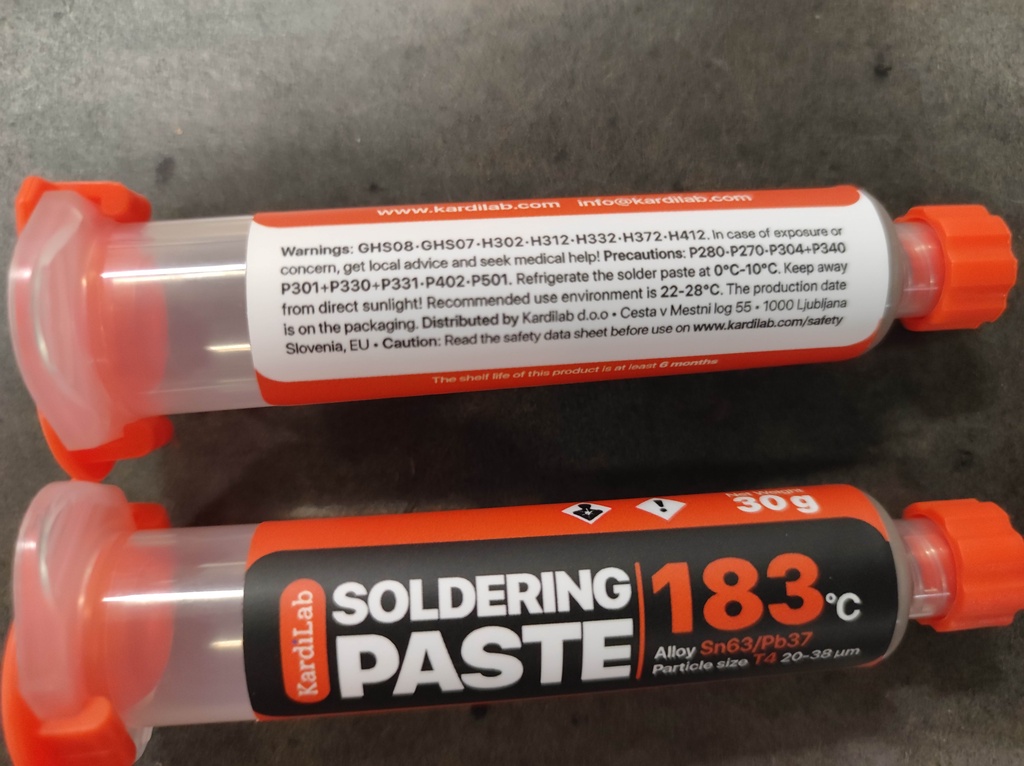 www.kardilab.com info@kardilab.com
Warnings: GHS08·GHS07·H302·H312·H332·H372·H412. In case of exposure or
concern, get local advice and seek medical help! Precautions: P280·P270·P304+P340
P301+P330+P331·P402·P501. Refrigerate the solder paste at 0°C-10°C. Keep away
from direct sunlight! Recommended use environment is 22-28°C. The production date
is on the packaging. Distributed by Kardilab d.o.o • Cesta v Mestni log 55 • 1000 Ljubljana
Slovenia, EU • Caution: Read the safety data sheet before use on www.kardilab.com/safety
The shelf life of this product is at least 6 months
Net Weight
30g
KardiLab
SOLDERING
PASTE
183°C
Alloy Sn63/Pb37
Particle size T4 20-38 µm